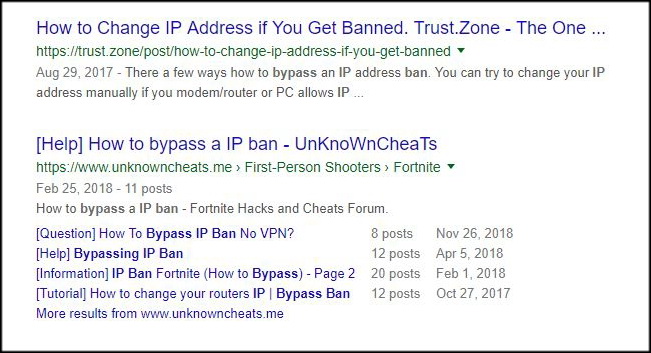 How to Change IP Address if You Get Banned. Trust.Zone - The One ...
https://trust.zone/post/how-to-change-ip-address-if-you-get-banned
Aug 29, 2017 - There a few ways how to bypass an IP address ban. You can try to change your IP
address manually if you modem/router or PC allows IP ...
[Help] How to bypass a IP ban - UnKnoWnCheaTs
https://www.unknowncheats.me › First-Person Shooters › Fortnite
Feb 25, 2018 - 11 posts
How to bypass a IP ban - Fortnite Hacks and Cheats Forum.
[Question] How To Bypass IP Ban No VPN? 8 posts Nov 26, 2018
[Help] Bypassing IP Ban 12 posts Apr 5, 2018
[Information] IP Ban Fortnite (How to Bypass) - Page 2 20 posts Feb 1, 2018
[Tutorial] How to change your routers IP | Bypass Ban 12 posts Oct 27, 2017
More results from www.unknowncheats.me